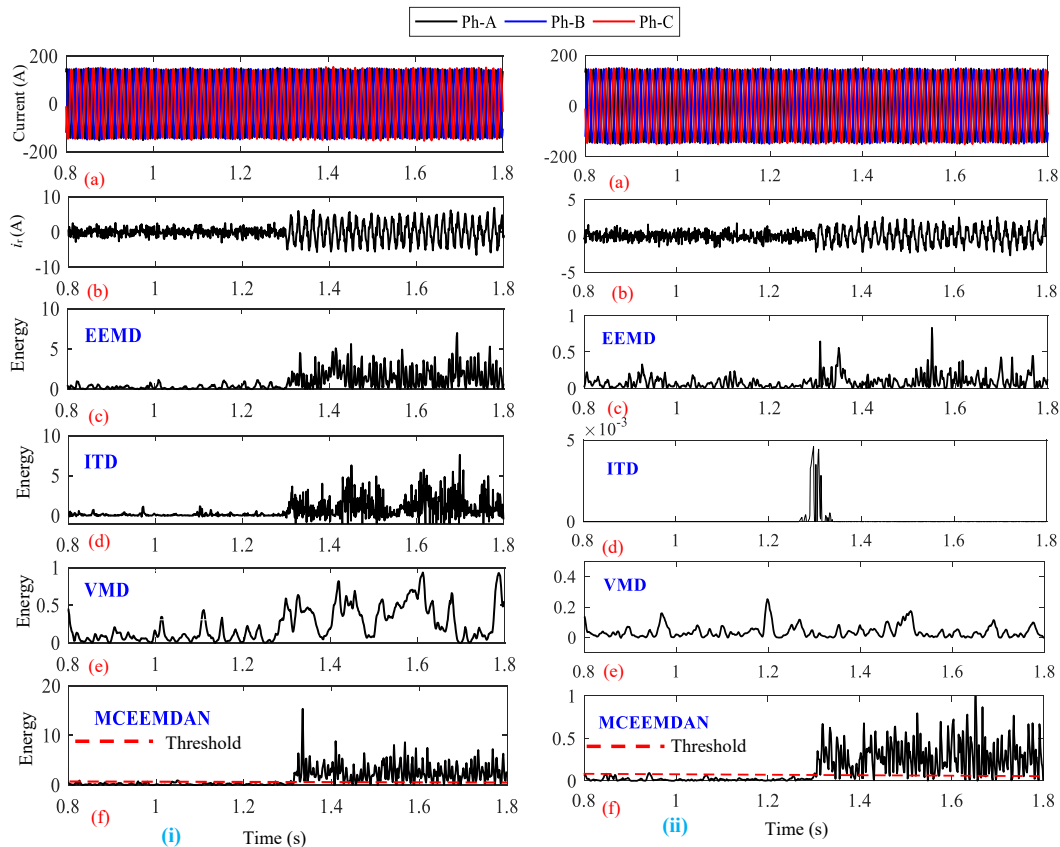 Ph-A Ph-B Ph-C
200
0
-200
Current (A)
0.8 1 1.2 1.4 1.6 1.8
(a)
10
0
-10
ir(A)
0.8 1 1.2 1.4 1.6 1.8
(b)
10
5
0
Energy
EEMD
0.8 1 1.2 1.4 1.6 1.8
(c)
10
5
0
Energy
ITD
0.8 1 1.2 1.4 1.6 1.8
(d)
1
0.5
0
Energy
VMD
0.8 1 1.2 1.4 1.6 1.8
(e)
20
10
0
Energy
MCEEMDAN
Threshold
0.8 1 1.2 1.4 1.6 1.8
(f)
(i)
Time (s)
200
0
-200
0.8 1 1.2 1.4 1.6 1.8
(a)
5
0
-5
0.8 1 1.2 1.4 1.6 1.8
(b)
1
0.5
0
EEMD
0.8 1 1.2 1.4 1.6 1.8
(c)
×10-3
5
0
ITD
0.8 1 1.2 1.4 1.6 1.8
(d)
0.4
0.2
0
VMD
0.8 1 1.2 1.4 1.6 1.8
(e)
1
0.5
0
MCEEMDAN
Threshold
0.8 1 1.2 1.4 1.6 1.8
(f)
(ii)
Time (s)